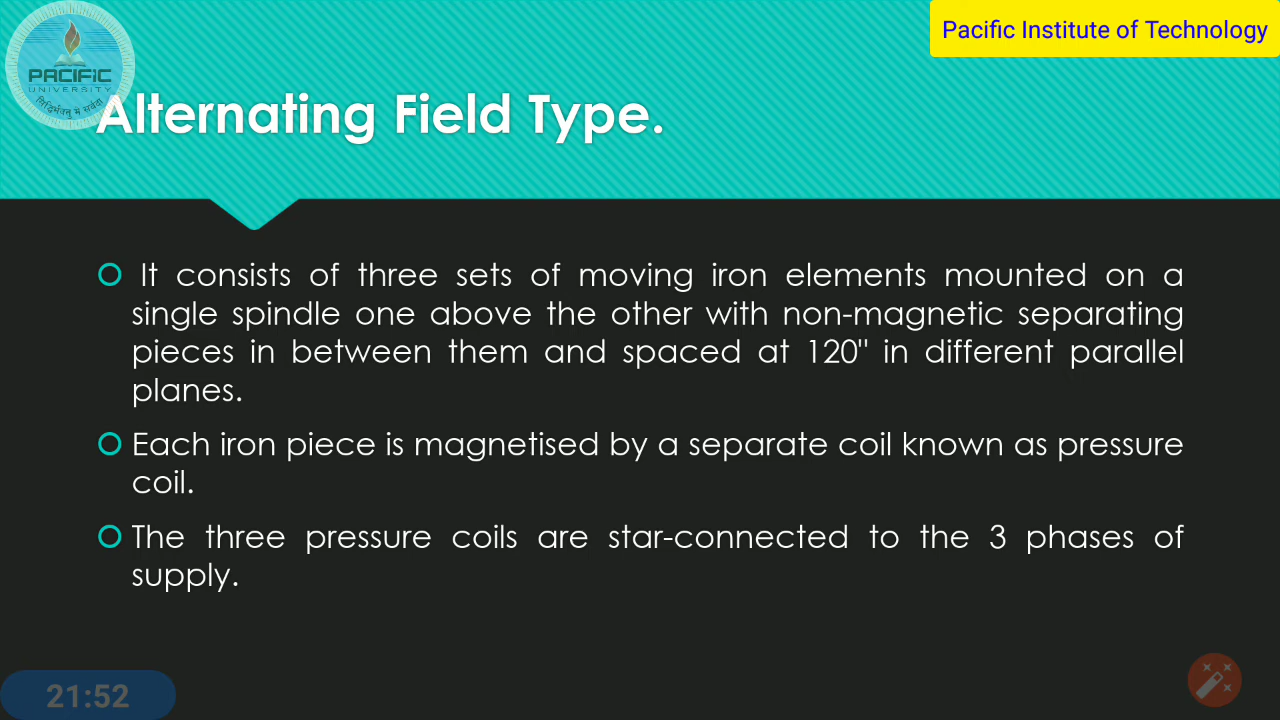 Pacific Institute of Technology
PACIFIC
UNIVERSITY
Alternating Field Type.
It consists of three sets of moving iron elements mounted on a
single spindle one above the other with non-magnetic separating
pieces in between them and spaced at 120" in different parallel
planes.
Each iron piece is magnetised by a separate coil known as pressure
coil.
The three pressure coils are star-connected to the 3 phases of
supply.
21:52